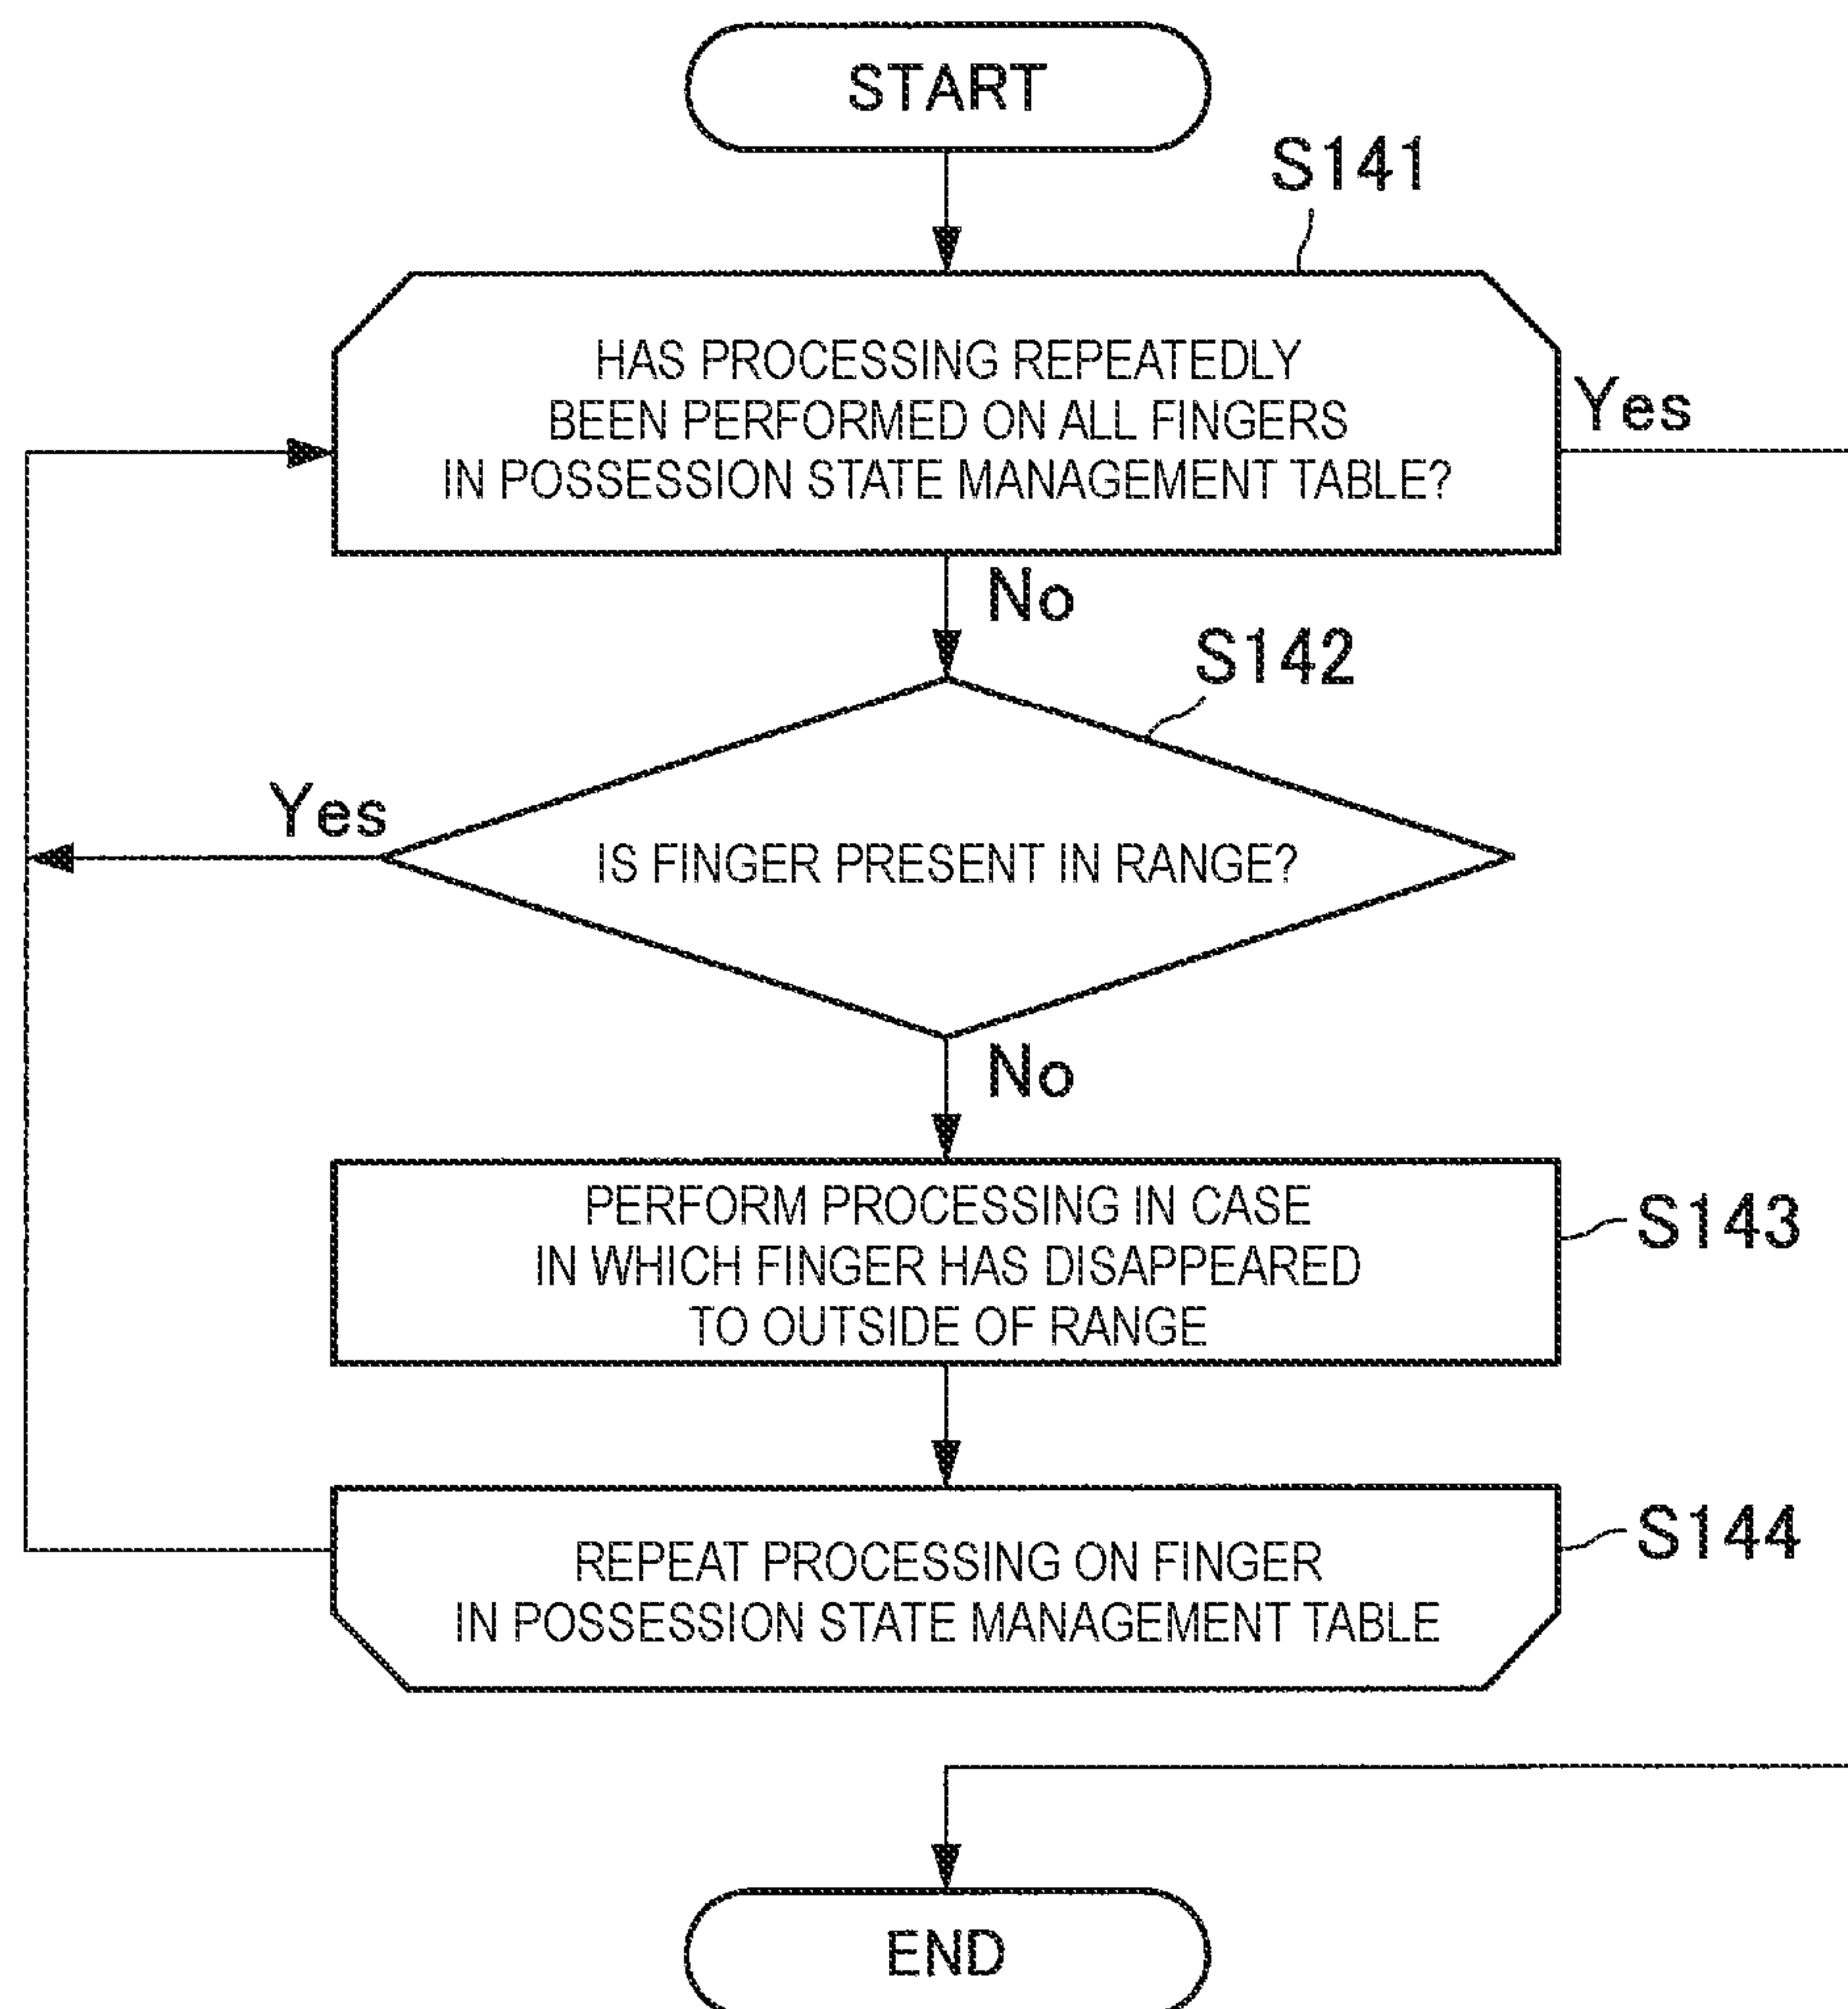 START
S141
HAS PROCESSING REPEATEDLY
BEEN PERFORMED ON ALL FINGERS
IN POSSESSION STATE MANAGEMENT TABLE?
Yes
No
S142
Yes
IS FINGER PRESENT IN RANGE?
No
PERFORM PROCESSING IN CASE
IN WHICH FINGER HAS DISAPPEARED
TO OUTSIDE OF RANGE
S143
REPEAT PROCESSING ON FINGER
IN POSSESSION STATE MANAGEMENT TABLE
S144
END